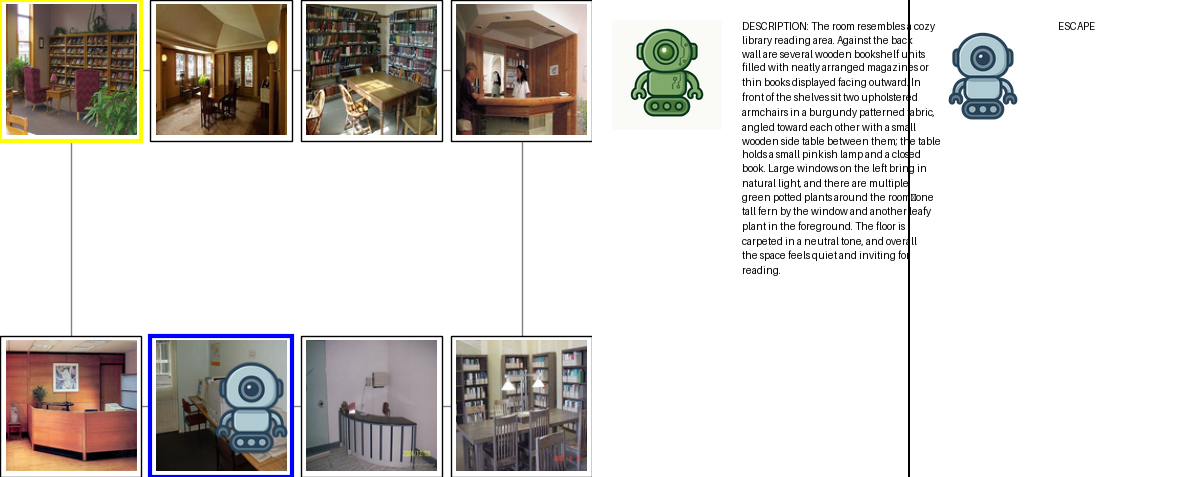 DESCRIPTION: The room resembles a cozy
library reading area. Against the back
wall are several wooden bookshelf units
filled with neatly arranged magazines or
thin books displayed facing outward. In
front of the shelves sit two upholstered
armchairs in a burgundy patterned fabric,
angled toward each other with a small
wooden side table between them; the table
holds a small pinkish lamp and a closed
book. Large windows on the left bring in
natural light, and there are multiple
green potted plants around the room one
tall fern by the window and another leafy
plant in the foreground. The floor is
carpeted in a neutral tone, and overall
the space feels quiet and inviting for
reading.
ESCAPE